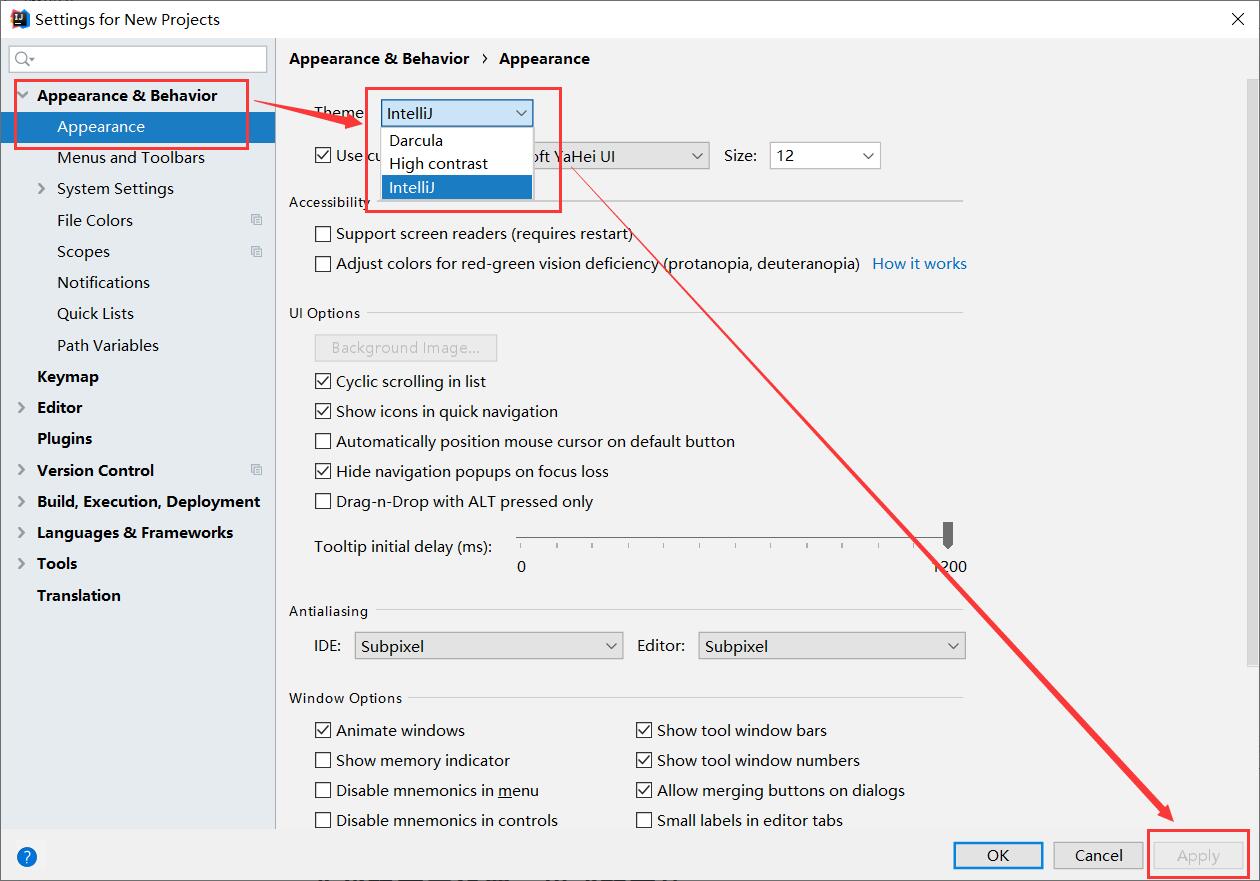 Settings for New Projects
Appearance & Behavior
Appearance
Menus and Toolbars
System Settings
File Colors
Scopes
Notifications
Quick Lists
Path Variables
Keymap
Editor
Plugins
Version Control
Build, Execution, Deployment
Languages & Frameworks
Tools
Translation
Appearance & Behavior › Appearance
Theme IntelliJ
Darcula
High contrast
IntelliJ
Use YaHei UI Size: 12
Accessibility
Support screen readers (requires restart)
Adjust colors for red-green vision deficiency (protanopia, deuteranopia) How it works
UI Options
Background Image...
Cyclic scrolling in list
Show icons in quick navigation
Automatically position mouse cursor on default button
Hide navigation popups on focus loss
Drag-n-Drop with ALT pressed only
Tooltip initial delay (ms):
0 1200
Antialiasing
IDE: Subpixel Editor: Subpixel
Window Options
Animate windows Show tool window bars
Show memory indicator Show tool window numbers
Disable mnemonics in menu Allow merging buttons on dialogs
Disable mnemonics in controls Small labels in editor tabs
? OK Cancel Apply